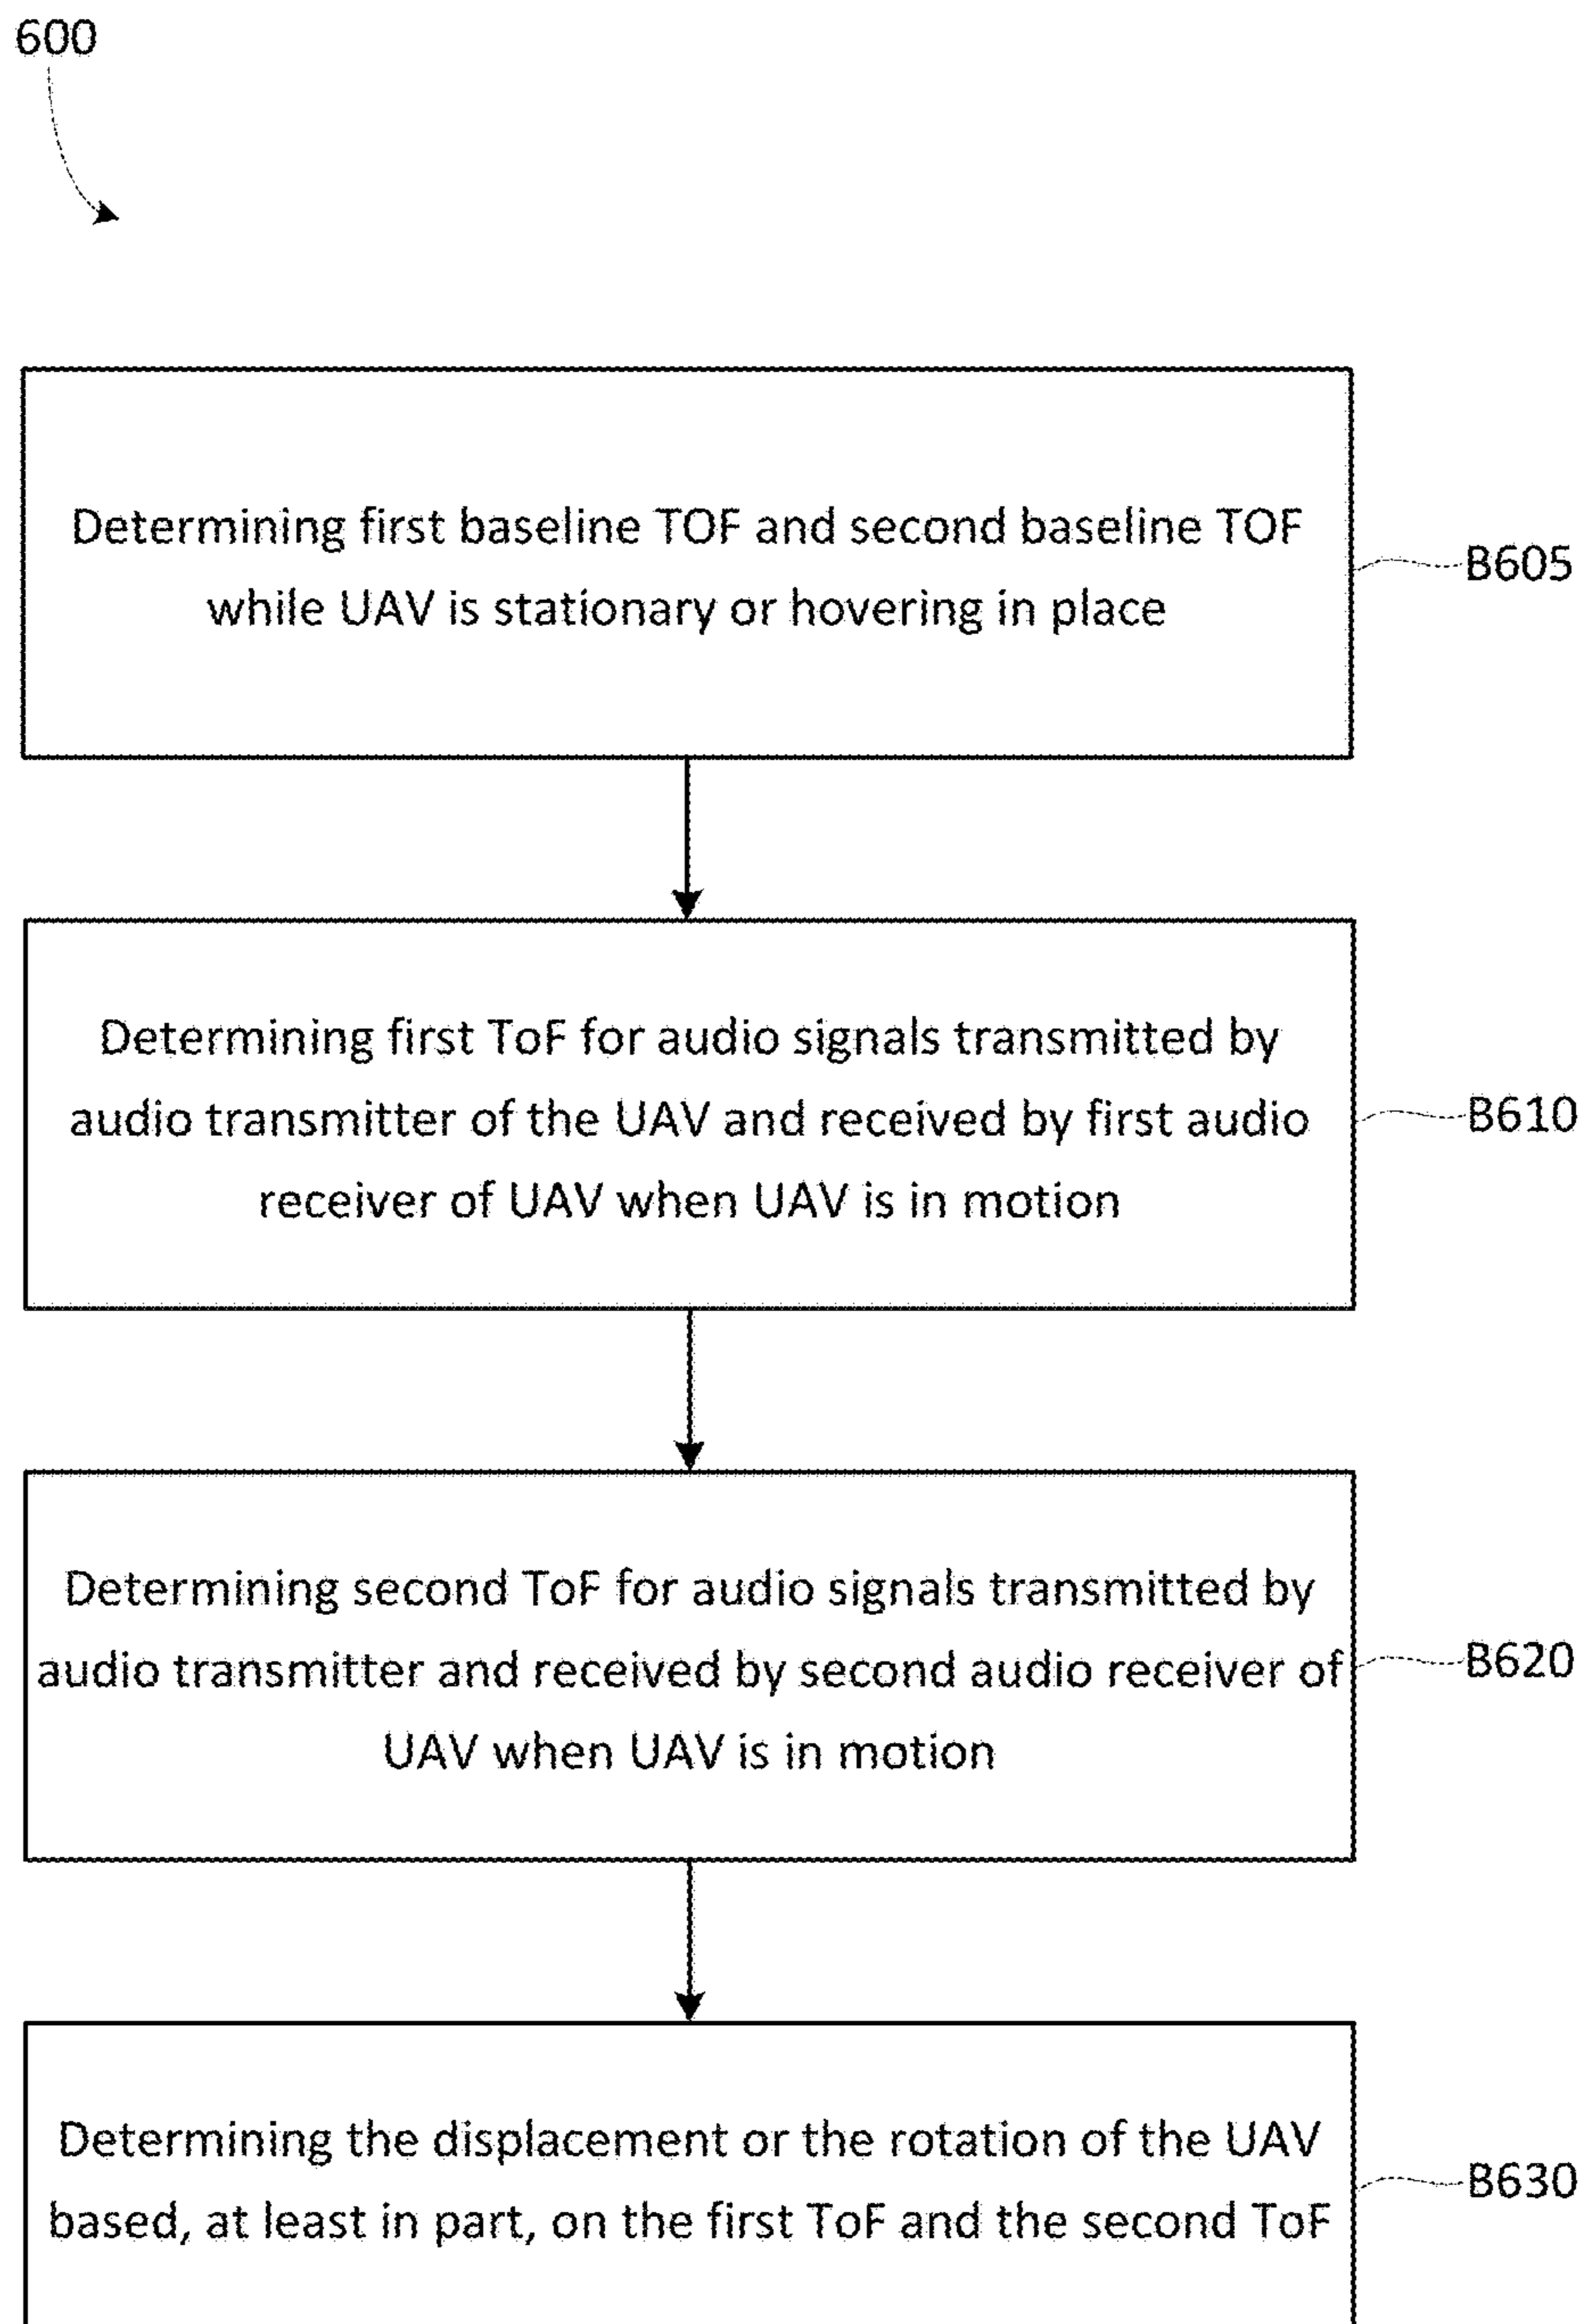 600
Determining first baseline TOF and second baseline TOF
while UAV is stationary or hovering in place
B605
Determining first ToF for audio signals transmitted by
audio transmitter of the UAV and received by first audio
receiver of UAV when UAV is in motion
B610
Determining second ToF for audio signals transmitted by
audio transmitter and received by second audio receiver of
UAV when UAV is in motion
B620
Determining the displacement or the rotation of the UAV
based, at least in part, on the first ToF and the second ToF
B630